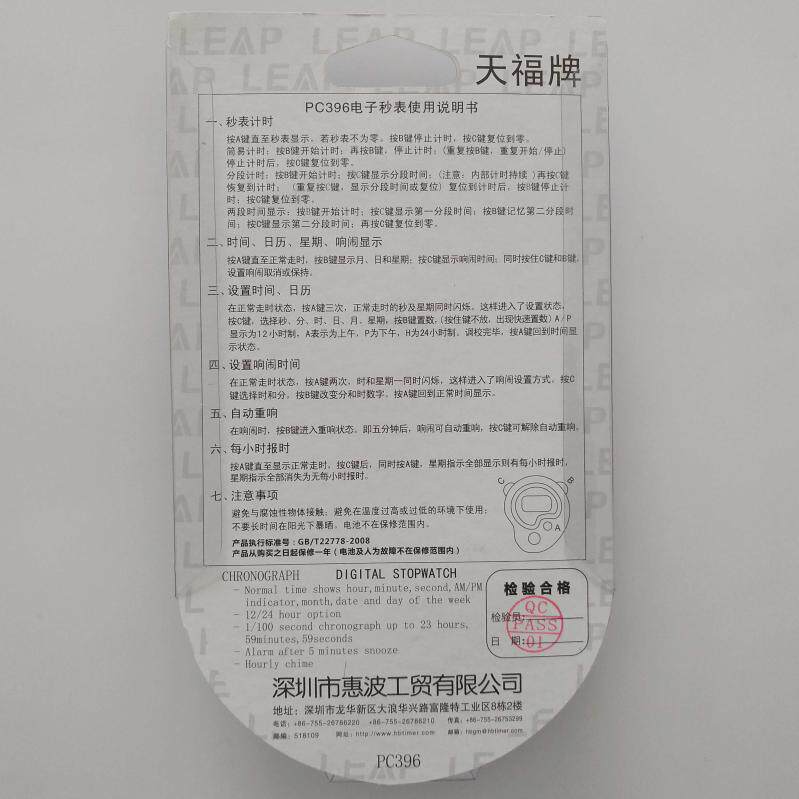 LEAP LEAP LEAP LE
天福牌
PC396电子秒表使用说明书
一、秒表计时
按A键直至秒表显示，若秒表不为零，按B键停止计时，按C键复位到零。
简易计时：按B键开始计时；再按B键，停止计时；（重复按B键，重复开始/停止）
停止计时后，按C键复位到零。
分段计时：按B键开始计时；按C键显示分段时间；（注意：内部计时持续）再按C键
恢复到计时；（重复按C键，显示分段时间或复位）复位到计时后，按B键停止计
时；按C键复位到零。
两段时间显示：按B键开始计时；按C键显示第一分段时间；按B键记忆第二分段时
间；按C键显示第二分段时间；再按C键复位到零。
二、时间、日历、星期、响闹显示
按A键直至正常走时，按B键显示月、日和星期；按C键显示响闹时间；同时按住C键和B键，
设置响闹取消或保持。
三、设置时间、日历
在正常走时状态，按A键三次，正常走时的秒及星期同时闪烁。这样进入了设置状态，
按C键，选择秒、分、时、日、月、星期，按B键置数，（按住键不放，出现快速置数）A/P
显示为12小时制，A表示为上午，P为下午，H为24小时制。调校完毕，按A键回到时间显
示状态。
四、设置响闹时间
在正常走时状态，按A键两次，时和星期一同时闪烁，这样进入了响闹设置方式。按C
键选择时和分，按B键改变分和时数字。按A键回到正常时间显示。
五、自动重响
在响闹时，按B键进入重响状态。即五分钟后，响闹可自动重响，按C键可解除自动重响。
六、每小时报时
按A键直至显示正常走时，按C键后，同时按A键，星期指示全部显示则有每小时报时，
星期指示全部消失为无每小时报时。
七、注意事项
避免与腐蚀性物体接触；避免在温度过高或过低的环境下使用；
不要长时间在阳光下暴晒。电池不在保修范围内。
产品执行标准号：GB/T22778-2008
产品从购买之日起保修一年（电池及人为故障不在保修范围内）
C B
A
CHRONOGRAPH DIGITAL STOPWATCH
- Normal time shows hour,minute,second,AM/PM
indicator,month,date and day of the week
- 12/24 hour option
- 1/100 second chronograph up to 23 hours,
59minutes,59seconds
- Alarm after 5 minutes snooze
- Hourly chime
检验合格
检验员：
日 期：
QC
PASS
01
深圳市惠波工贸有限公司
地址：深圳市龙华新区大浪华兴路富隆特工业区8栋2楼
电话：+86-755-26786220 +86-755-26786210 传真：+86-755-26753299
邮编：518109 网址：http://www.hbtimer.com 邮箱：hbgm@hbtimer.com
PC396